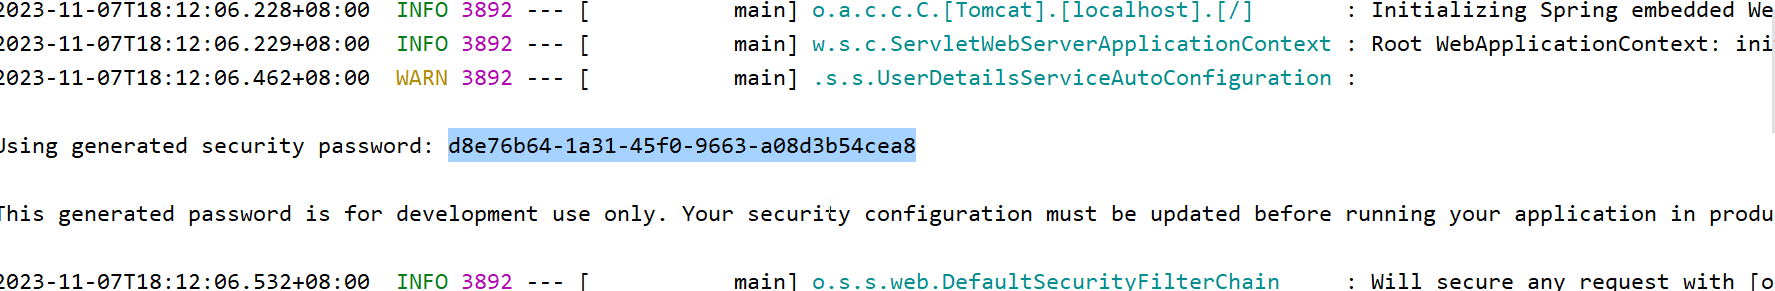 2023-11-07T18:12:06.228+08:00  INFO 3892 --- [           main] o.a.c.c.C.[Tomcat].[localhost].[/]       : Initializing Spring embedded We
2023-11-07T18:12:06.229+08:00  INFO 3892 --- [           main] w.s.c.ServletWebServerApplicationContext : Root WebApplicationContext: ini
2023-11-07T18:12:06.462+08:00  WARN 3892 --- [           main] .s.s.UserDetailsServiceAutoConfiguration :
Using generated security password: d8e76b64-1a31-45f0-9663-a08d3b54cea8
This generated password is for development use only. Your security configuration must be updated before running your application in produ
2023-11-07T18:12:06.532+08:00  INFO 3892 --- [           main] o.s.s.web.DefaultSecurityFilterChain     : Will secure any request with [o